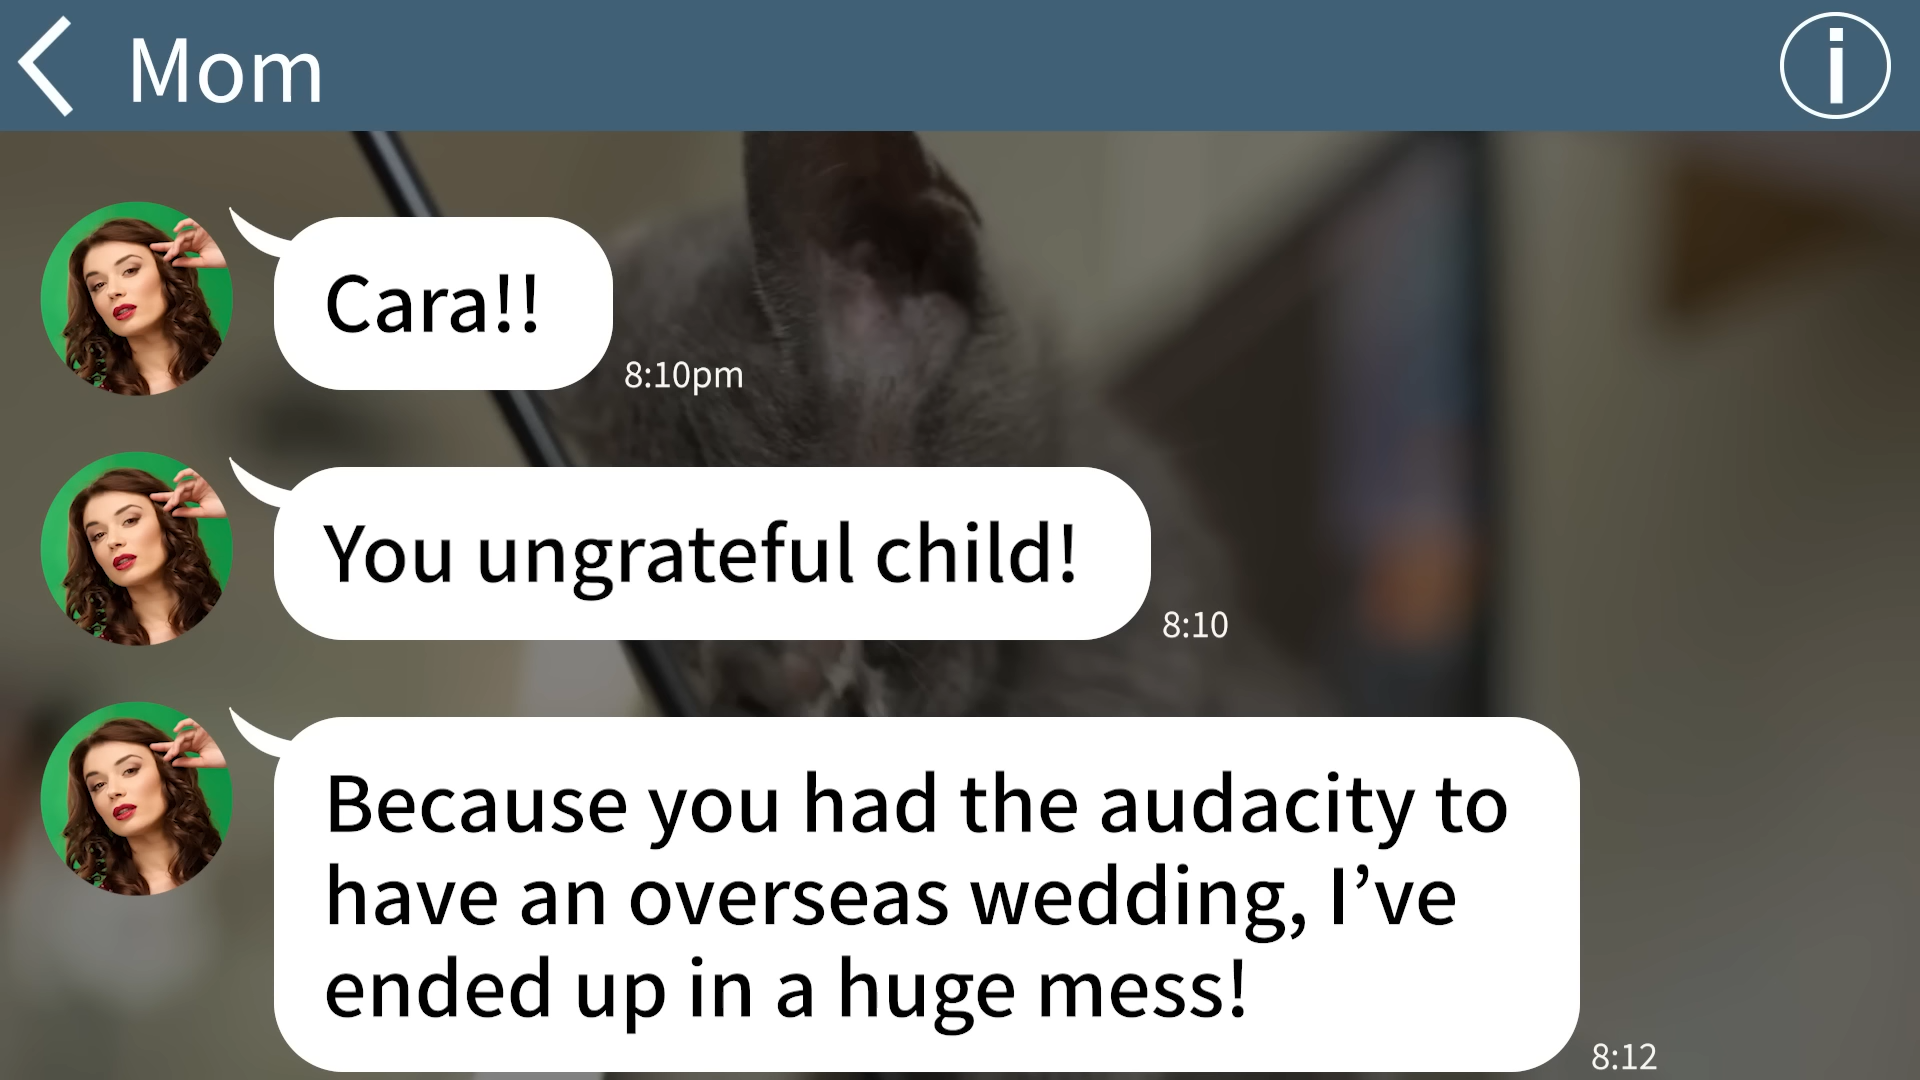 Mom
Cara!!
8:10pm
You ungrateful child!
8:10
Because you had the audacity to
have an overseas wedding, I’ve
ended up in a huge mess!
8:12